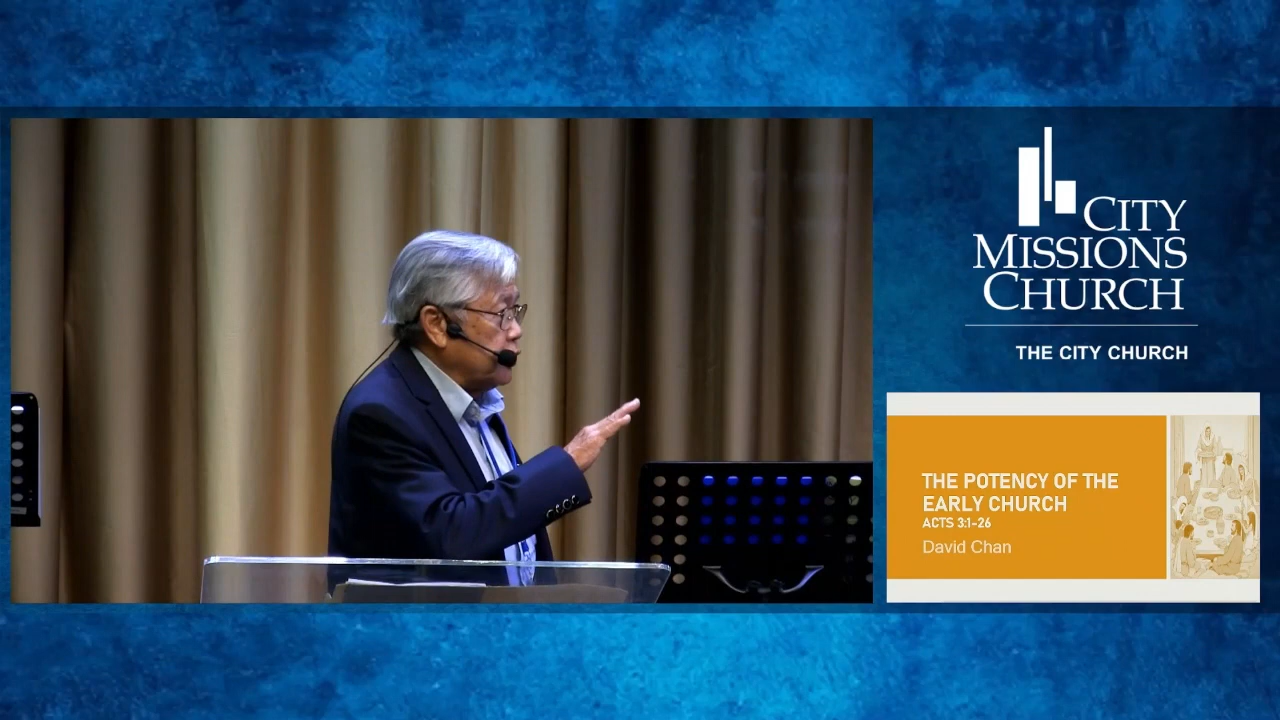 CITY
MISSIONS
CHURCH
THE CITY CHURCH
THE POTENCY OF THE
EARLY CHURCH
ACTS 3:1-26
David Chan